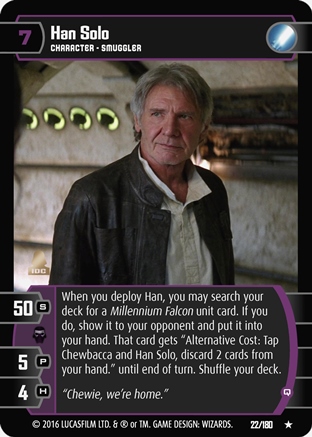 7 Han Solo
CHARACTER - SMUGGLER
IDC
50 S
5 P
4 H
When you deploy Han, you may search your
deck for a Millennium Falcon unit card. If you
do, show it to your opponent and put it into
your hand. That card gets "Alternative Cost: Tap
Chewbacca and Han Solo, discard 2 cards from
your hand." until end of turn. Shuffle your deck.
"Chewie, we're home."
© 2016 LUCASFILM LTD. & ® or TM. GAME DESIGN: WIZARDS. 22/180 ★